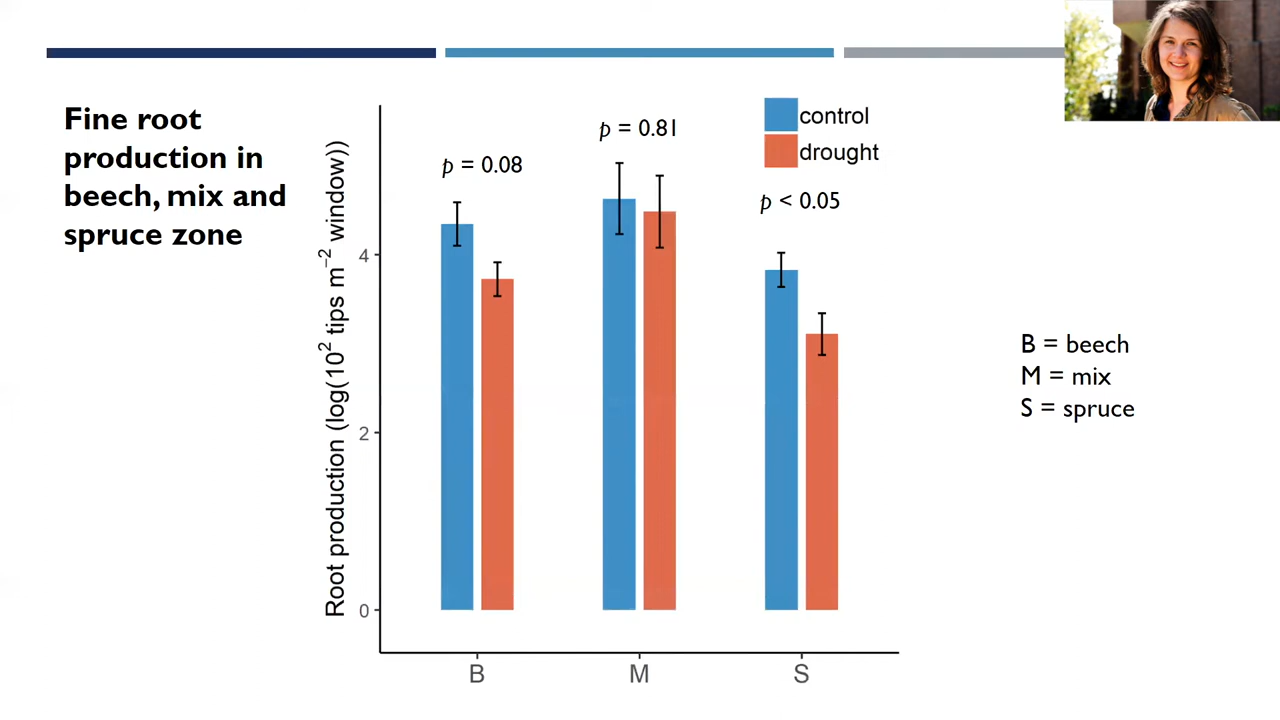 Fine root
production in
beech, mix and
spruce zone
Root production (log(10² tips m⁻² window))
4
2
0
p = 0.08
p = 0.81
p < 0.05
control
drought
B
M
S
B = beech
M = mix
S = spruce